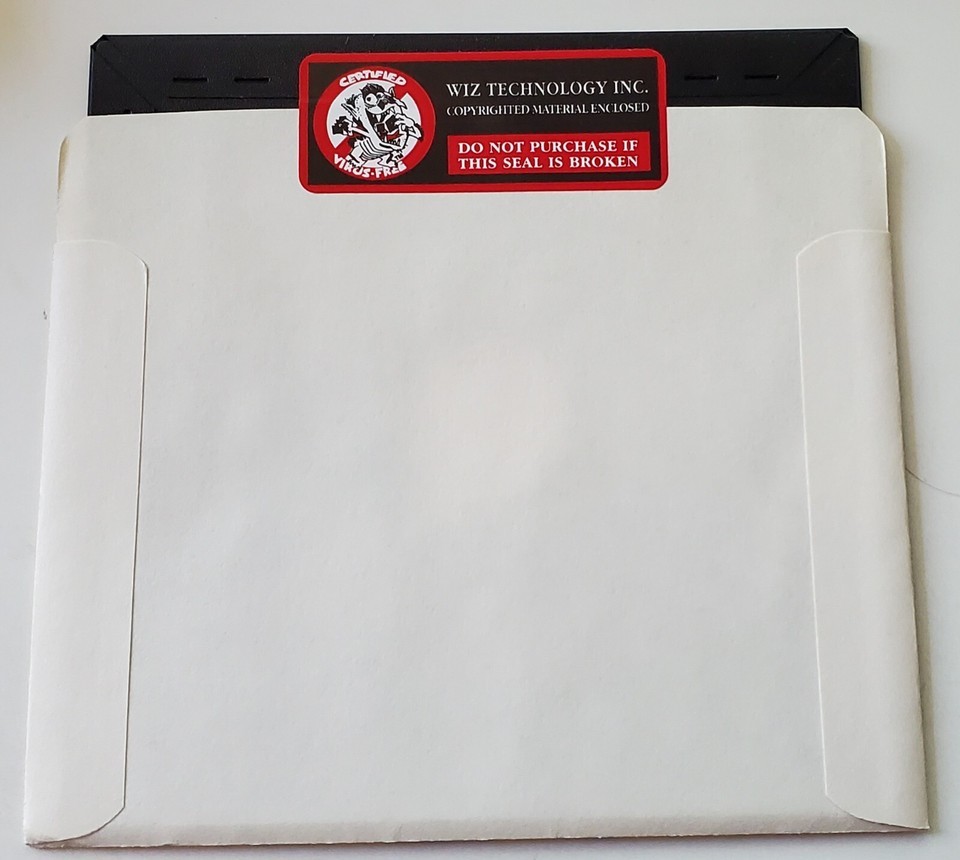 CERTIFIED
VIRUS-FREE
WIZ TECHNOLOGY INC.
COPYRIGHTED MATERIAL ENCLOSED
DO NOT PURCHASE IF
THIS SEAL IS BROKEN